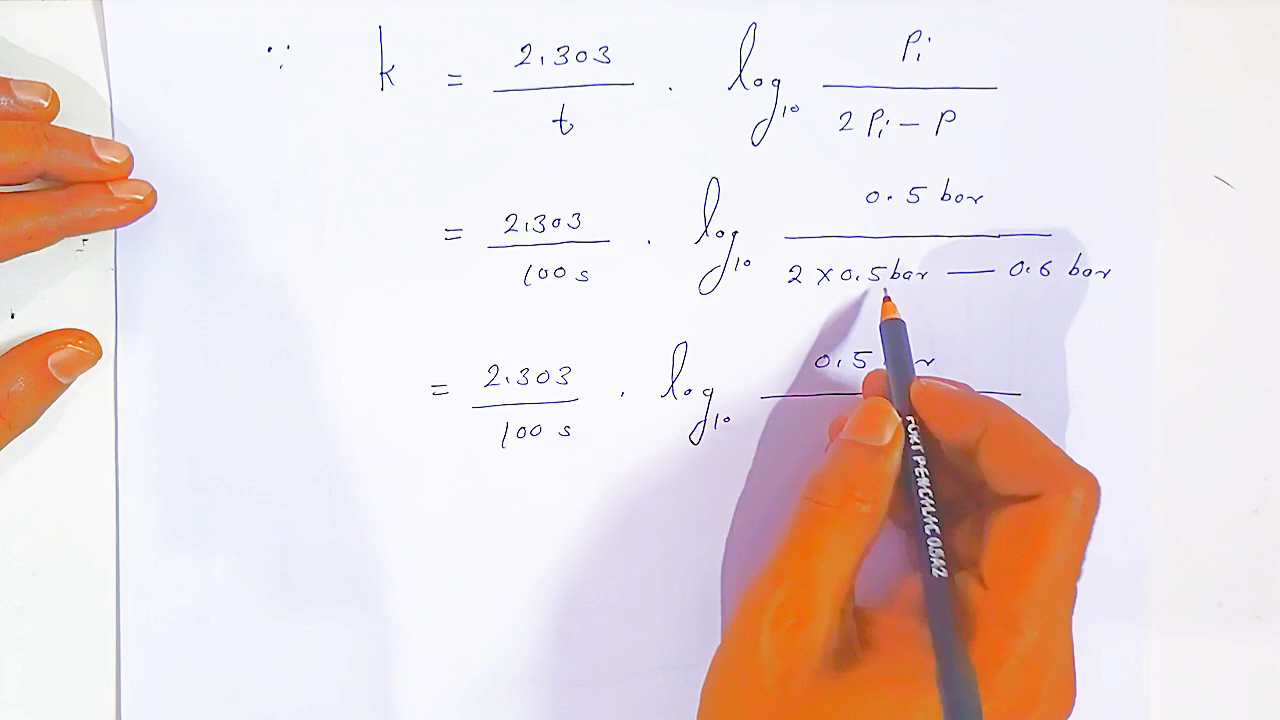 ∵ k = 2.303 / t . log₁₀ Pi / 2Pi − P
= 2.303 / 100 s . log₁₀ 0.5 bar / 2 × 0.5 bar — 0.6 bar
= 2.303 / 100 s . log₁₀ 0.5